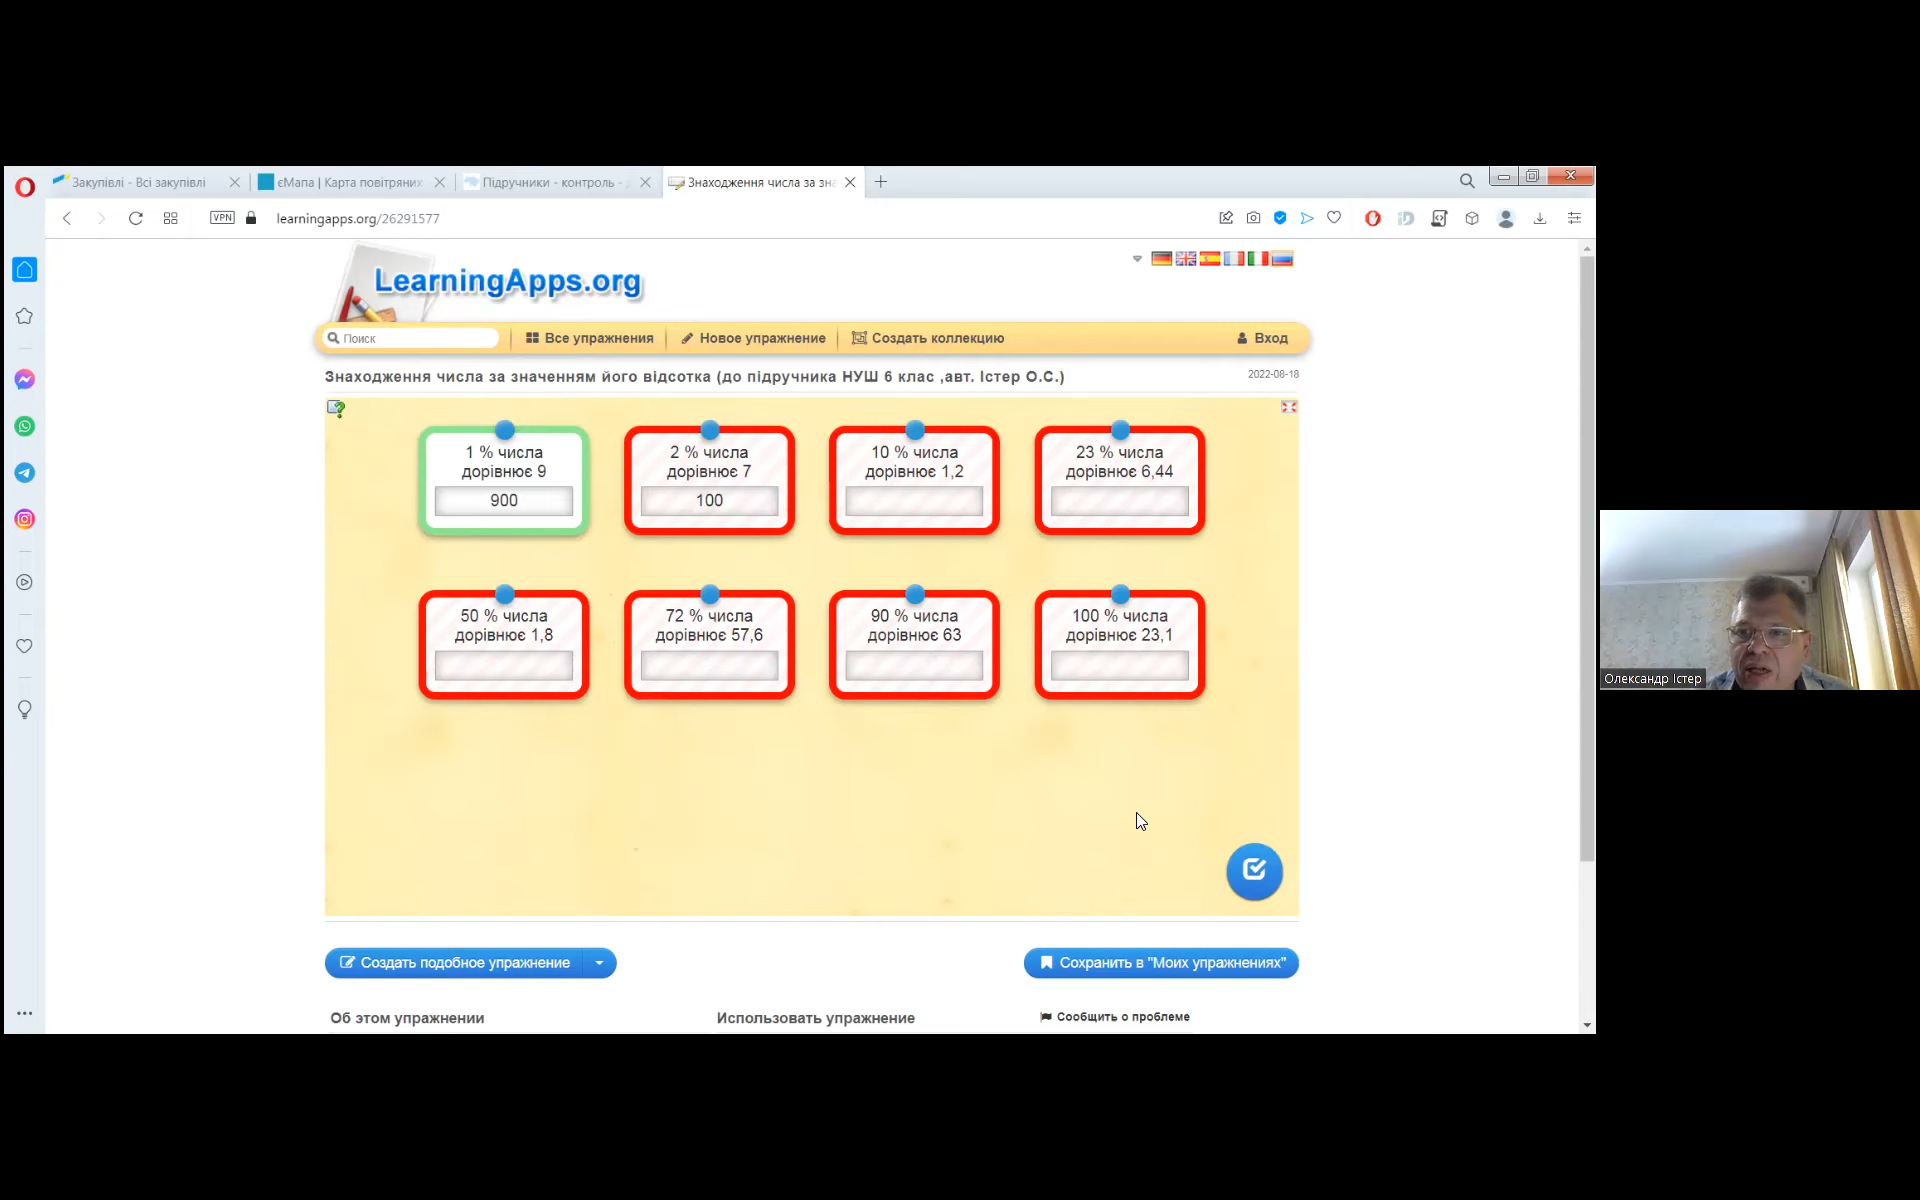 Закупівлі - Всі закупівлі
єМапа | Карта повітряних
Підручники - контроль -
Знаходження числа за зна
VPN
learningapps.org/26291577
LearningApps.org
Поиск
Все упражнения
Новое упражнение
Создать коллекцию
Вход
Знаходження числа за значенням його відсотка (до підручника НУШ 6 клас ,авт. Істер О.С.)
2022-08-18
1 % числа
дорівнює 9
900
2 % числа
дорівнює 7
100
10 % числа
дорівнює 1,2
23 % числа
дорівнює 6,44
50 % числа
дорівнює 1,8
72 % числа
дорівнює 57,6
90 % числа
дорівнює 63
100 % числа
дорівнює 23,1
Олександр Істер
Создать подобное упражнение
Сохранить в "Моих упражнениях"
Об этом упражнении
Использовать упражнение
Сообщить о проблеме